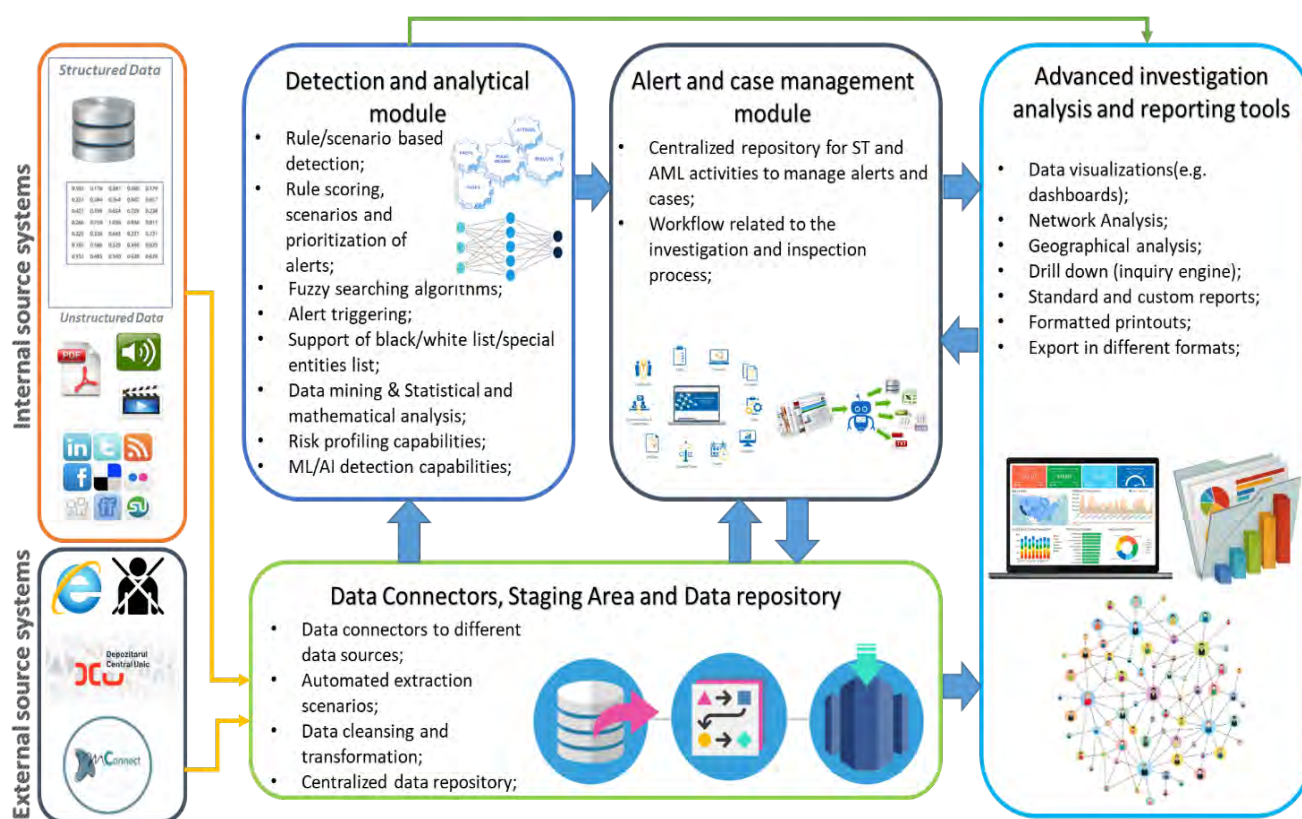 Internal source systems
Structured Data
Unstructured Data
PDF
External source systems
Depozitarul
Central Unic
MConnect
Detection and analytical
module
• Rule/scenario based
detection;
• Rule scoring,
scenarios and
prioritization of
alerts;
• Fuzzy searching algorithms;
• Alert triggering;
• Support of black/white list/special
entities list;
• Data mining & Statistical and
mathematical analysis;
• Risk profiling capabilities;
• ML/AI detection capabilities;
Alert and case management
module
• Centralized repository for ST and
AML activities to manage alerts and
cases;
• Workflow related to the
investigation and inspection
process;
Advanced investigation
analysis and reporting tools
• Data visualizations(e.g.
dashboards);
• Network Analysis;
• Geographical analysis;
• Drill down (inquiry engine);
• Standard and custom reports;
• Formatted printouts;
• Export in different formats;
Data Connectors, Staging Area and Data repository
• Data connectors to different
data sources;
• Automated extraction
scenarios;
• Data cleansing and
transformation;
• Centralized data repository;